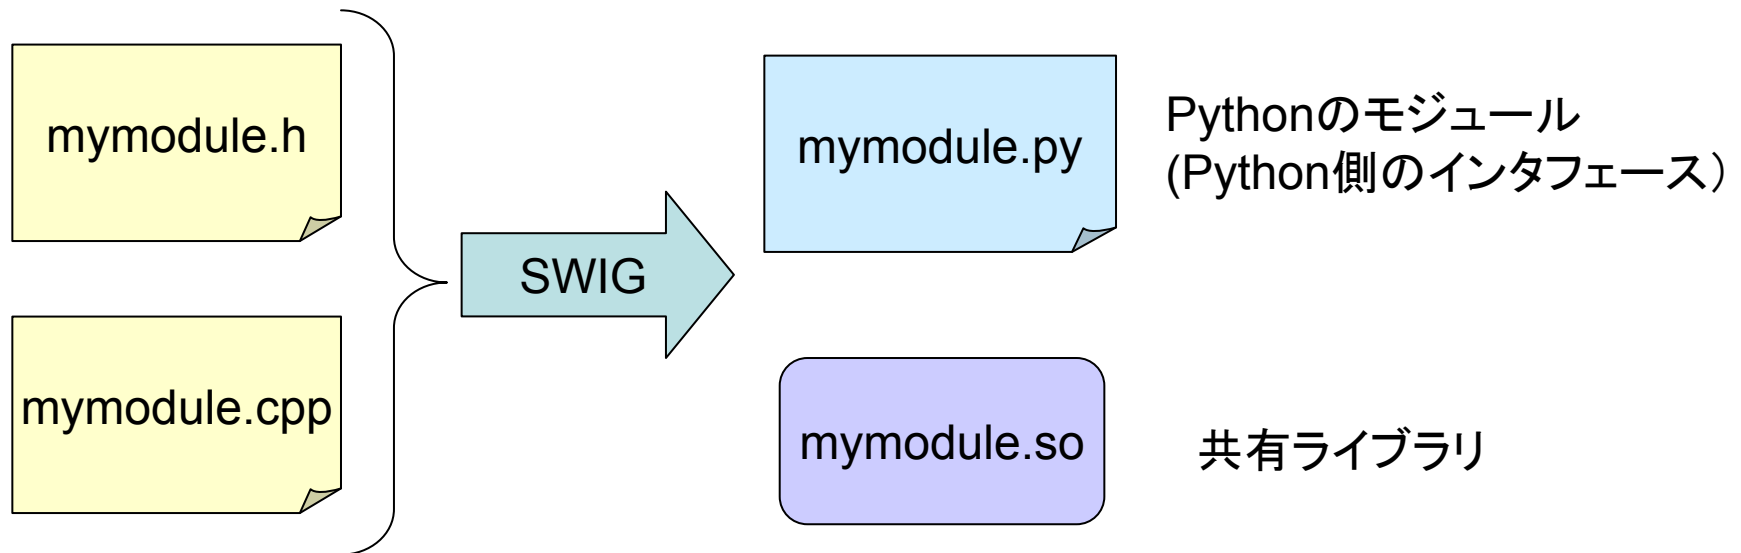 mymodule.h
mymodule.cpp
SWIG
mymodule.py
Pythonのモジュール
(Python側のインタフェース）
mymodule.so
共有ライブラリ